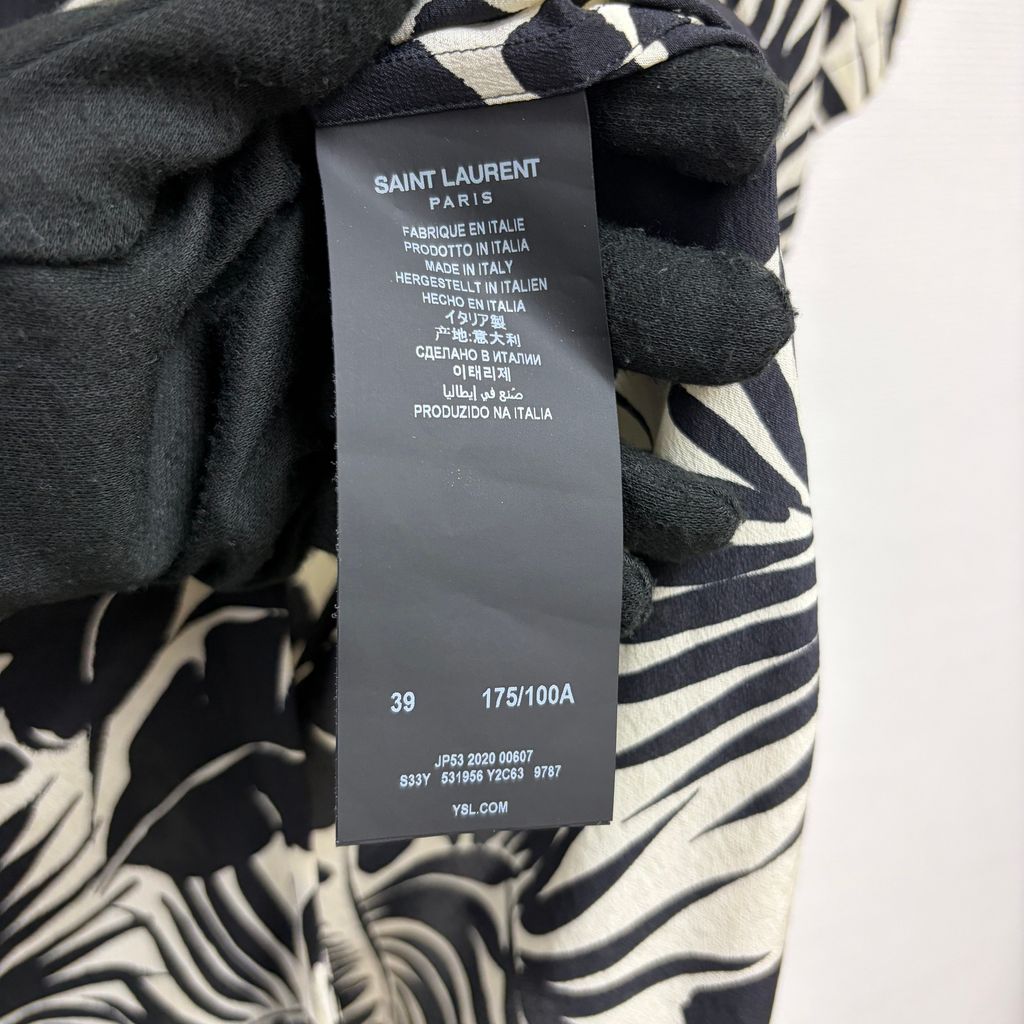 SAINT LAURENT
PARIS
FABRIQUE EN ITALIE
PRODOTTO IN ITALIA
MADE IN ITALY
HERGESTELLT IN ITALIEN
HECHO EN ITALIA
イタリア製
产地:意大利
СДЕЛАНО В ИТАЛИИ
이태리제
صنع في إيطاليا
PRODUZIDO NA ITALIA
39 175/100A
JP53 2020 00607
S33Y 531956 Y2C63 9787
YSL.COM